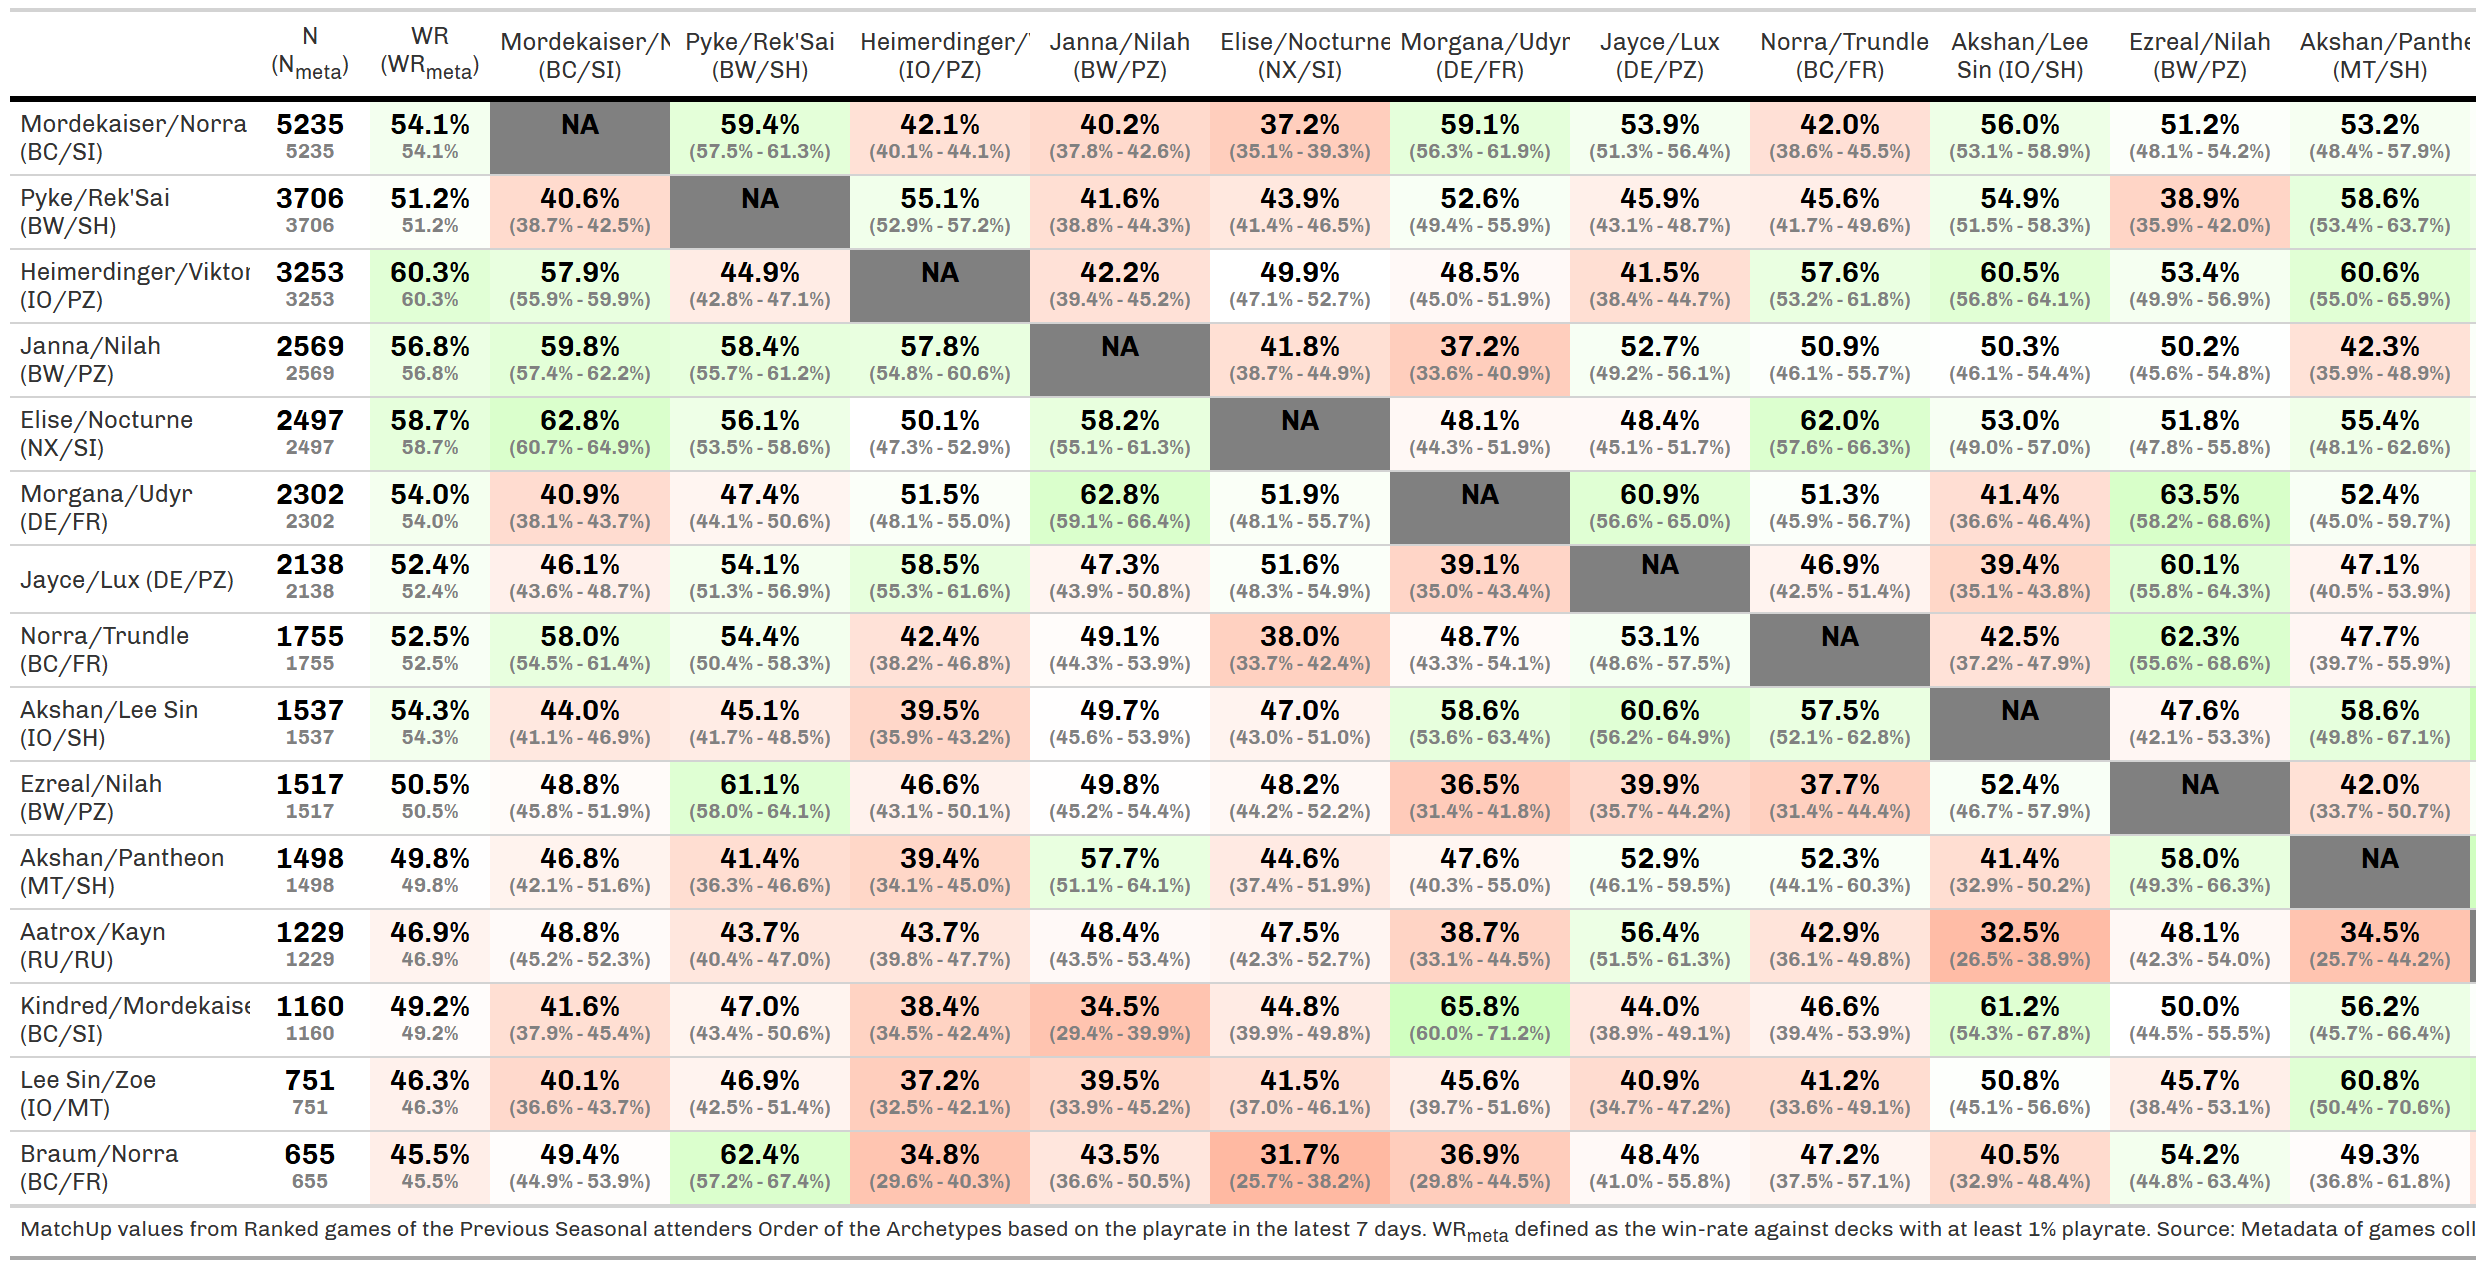 N WR Mordekaiser/N Pyke/Rek'Sai Heimerdinger/ Janna/Nilah Elise/Nocturne Morgana/Udyr Jayce/Lux Norra/Trundle Akshan/Lee Ezreal/Nilah Akshan/Panthe
(Nmeta) (WRmeta) (BC/SI) (BW/SH) (IO/PZ) (BW/PZ) (NX/SI) (DE/FR) (DE/PZ) (BC/FR) Sin (IO/SH) (BW/PZ) (MT/SH)
Mordekaiser/Norra 5235 54.1% NA 59.4% 42.1% 40.2% 37.2% 59.1% 53.9% 42.0% 56.0% 51.2% 53.2%
(BC/SI) 5235 54.1% (57.5% - 61.3%) (40.1% - 44.1%) (37.8% - 42.6%) (35.1% - 39.3%) (56.3% - 61.9%) (51.3% - 56.4%) (38.6% - 45.5%) (53.1% - 58.9%) (48.1% - 54.2%) (48.4% - 57.9%)
Pyke/Rek'Sai 3706 51.2% 40.6% NA 55.1% 41.6% 43.9% 52.6% 45.9% 45.6% 54.9% 38.9% 58.6%
(BW/SH) 3706 51.2% (38.7% - 42.5%) (52.9% - 57.2%) (38.8% - 44.3%) (41.4% - 46.5%) (49.4% - 55.9%) (43.1% - 48.7%) (41.7% - 49.6%) (51.5% - 58.3%) (35.9% - 42.0%) (53.4% - 63.7%)
Heimerdinger/Viktor 3253 60.3% 57.9% 44.9% NA 42.2% 49.9% 48.5% 41.5% 57.6% 60.5% 53.4% 60.6%
(IO/PZ) 3253 60.3% (55.9% - 59.9%) (42.8% - 47.1%) (39.4% - 45.2%) (47.1% - 52.7%) (45.0% - 51.9%) (38.4% - 44.7%) (53.2% - 61.8%) (56.8% - 64.1%) (49.9% - 56.9%) (55.0% - 65.9%)
Janna/Nilah 2569 56.8% 59.8% 58.4% 57.8% NA 41.8% 37.2% 52.7% 50.9% 50.3% 50.2% 42.3%
(BW/PZ) 2569 56.8% (57.4% - 62.2%) (55.7% - 61.2%) (54.8% - 60.6%) (38.7% - 44.9%) (33.6% - 40.9%) (49.2% - 56.1%) (46.1% - 55.7%) (46.1% - 54.4%) (45.6% - 54.8%) (35.9% - 48.9%)
Elise/Nocturne 2497 58.7% 62.8% 56.1% 50.1% 58.2% NA 48.1% 48.4% 62.0% 53.0% 51.8% 55.4%
(NX/SI) 2497 58.7% (60.7% - 64.9%) (53.5% - 58.6%) (47.3% - 52.9%) (55.1% - 61.3%) (44.3% - 51.9%) (45.1% - 51.7%) (57.6% - 66.3%) (49.0% - 57.0%) (47.8% - 55.8%) (48.1% - 62.6%)
Morgana/Udyr 2302 54.0% 40.9% 47.4% 51.5% 62.8% 51.9% NA 60.9% 51.3% 41.4% 63.5% 52.4%
(DE/FR) 2302 54.0% (38.1% - 43.7%) (44.1% - 50.6%) (48.1% - 55.0%) (59.1% - 66.4%) (48.1% - 55.7%) (56.6% - 65.0%) (45.9% - 56.7%) (36.6% - 46.4%) (58.2% - 68.6%) (45.0% - 59.7%)
Jayce/Lux (DE/PZ) 2138 52.4% 46.1% 54.1% 58.5% 47.3% 51.6% 39.1% NA 46.9% 39.4% 60.1% 47.1%
2138 52.4% (43.6% - 48.7%) (51.3% - 56.9%) (55.3% - 61.6%) (43.9% - 50.8%) (48.3% - 54.9%) (35.0% - 43.4%) (42.5% - 51.4%) (35.1% - 43.8%) (55.8% - 64.3%) (40.5% - 53.9%)
Norra/Trundle 1755 52.5% 58.0% 54.4% 42.4% 49.1% 38.0% 48.7% 53.1% NA 42.5% 62.3% 47.7%
(BC/FR) 1755 52.5% (54.5% - 61.4%) (50.4% - 58.3%) (38.2% - 46.8%) (44.3% - 53.9%) (33.7% - 42.4%) (43.3% - 54.1%) (48.6% - 57.5%) (37.2% - 47.9%) (55.6% - 68.6%) (39.7% - 55.9%)
Akshan/Lee Sin 1537 54.3% 44.0% 45.1% 39.5% 49.7% 47.0% 58.6% 60.6% 57.5% NA 47.6% 58.6%
(IO/SH) 1537 54.3% (41.1% - 46.9%) (41.7% - 48.5%) (35.9% - 43.2%) (45.6% - 53.9%) (43.0% - 51.0%) (53.6% - 63.4%) (56.2% - 64.9%) (52.1% - 62.8%) (42.1% - 53.3%) (49.8% - 67.1%)
Ezreal/Nilah 1517 50.5% 48.8% 61.1% 46.6% 49.8% 48.2% 36.5% 39.9% 37.7% 52.4% NA 42.0%
(BW/PZ) 1517 50.5% (45.8% - 51.9%) (58.0% - 64.1%) (43.1% - 50.1%) (45.2% - 54.4%) (44.2% - 52.2%) (31.4% - 41.8%) (35.7% - 44.2%) (31.4% - 44.4%) (46.7% - 57.9%) (33.7% - 50.7%)
Akshan/Pantheon 1498 49.8% 46.8% 41.4% 39.4% 57.7% 44.6% 47.6% 52.9% 52.3% 41.4% 58.0% NA
(MT/SH) 1498 49.8% (42.1% - 51.6%) (36.3% - 46.6%) (34.1% - 45.0%) (51.1% - 64.1%) (37.4% - 51.9%) (40.3% - 55.0%) (46.1% - 59.5%) (44.1% - 60.3%) (32.9% - 50.2%) (49.3% - 66.3%)
Aatrox/Kayn 1229 46.9% 48.8% 43.7% 43.7% 48.4% 47.5% 38.7% 56.4% 42.9% 32.5% 48.1% 34.5%
(RU/RU) 1229 46.9% (45.2% - 52.3%) (40.4% - 47.0%) (39.8% - 47.7%) (43.5% - 53.4%) (42.3% - 52.7%) (33.1% - 44.5%) (51.5% - 61.3%) (36.1% - 49.8%) (26.5% - 38.9%) (42.3% - 54.0%) (25.7% - 44.2%)
Kindred/Mordekaise 1160 49.2% 41.6% 47.0% 38.4% 34.5% 44.8% 65.8% 44.0% 46.6% 61.2% 50.0% 56.2%
(BC/SI) 1160 49.2% (37.9% - 45.4%) (43.4% - 50.6%) (34.5% - 42.4%) (29.4% - 39.9%) (39.9% - 49.8%) (60.0% - 71.2%) (38.9% - 49.1%) (39.4% - 53.9%) (54.3% - 67.8%) (44.5% - 55.5%) (45.7% - 66.4%)
Lee Sin/Zoe 751 46.3% 40.1% 46.9% 37.2% 39.5% 41.5% 45.6% 40.9% 41.2% 50.8% 45.7% 60.8%
(IO/MT) 751 46.3% (36.6% - 43.7%) (42.5% - 51.4%) (32.5% - 42.1%) (33.9% - 45.2%) (37.0% - 46.1%) (39.7% - 51.6%) (34.7% - 47.2%) (33.6% - 49.1%) (45.1% - 56.6%) (38.4% - 53.1%) (50.4% - 70.6%)
Braum/Norra 655 45.5% 49.4% 62.4% 34.8% 43.5% 31.7% 36.9% 48.4% 47.2% 40.5% 54.2% 49.3%
(BC/FR) 655 45.5% (44.9% - 53.9%) (57.2% - 67.4%) (29.6% - 40.3%) (36.6% - 50.5%) (25.7% - 38.2%) (29.8% - 44.5%) (41.0% - 55.8%) (37.5% - 57.1%) (32.9% - 48.4%) (44.8% - 63.4%) (36.8% - 61.8%)
MatchUp values from Ranked games of the Previous Seasonal attenders Order of the Archetypes based on the playrate in the latest 7 days. WRmeta defined as the win-rate against decks with at least 1% playrate. Source: Metadata of games coll